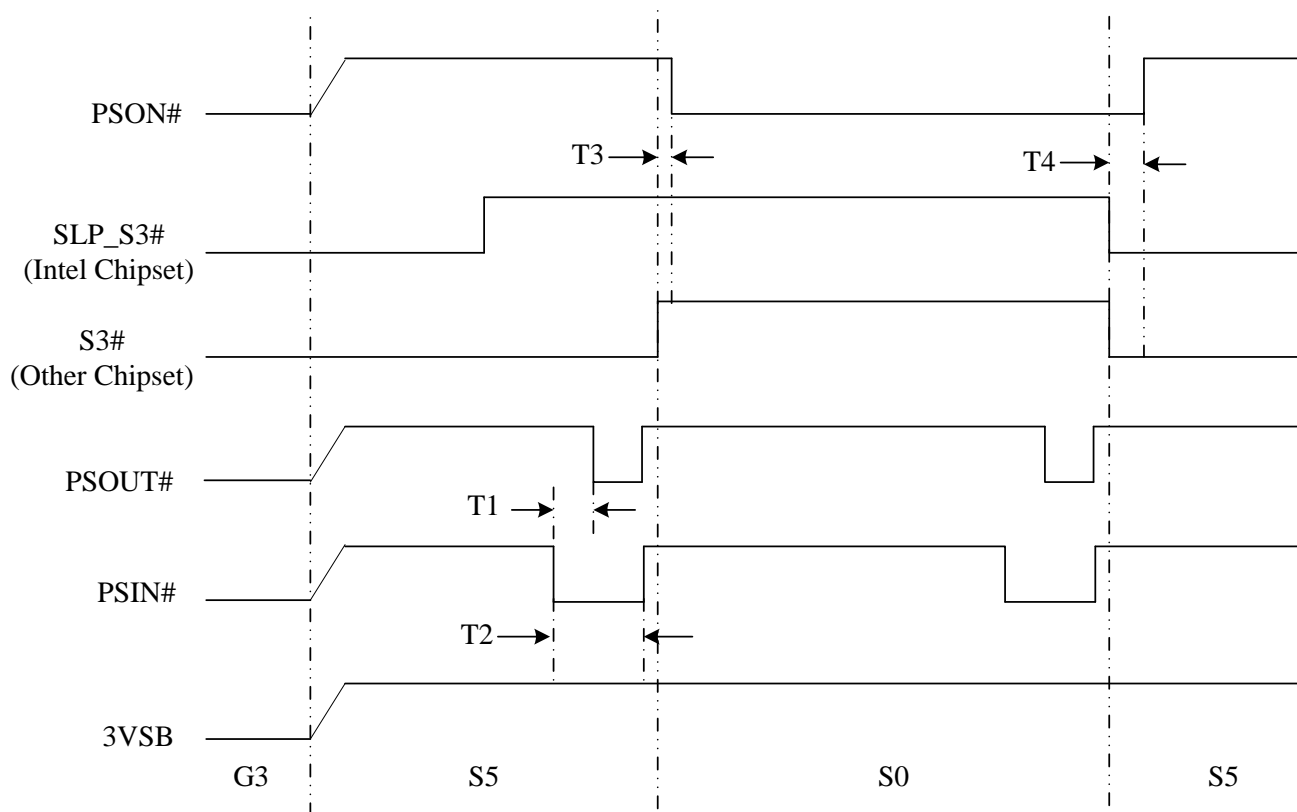 PSON#
T3
T4
SLP_S3#
(Intel Chipset)
S3#
(Other Chipset)
PSOUT#
T1
PSIN#
T2
3VSB
G3 S5 S0 S5